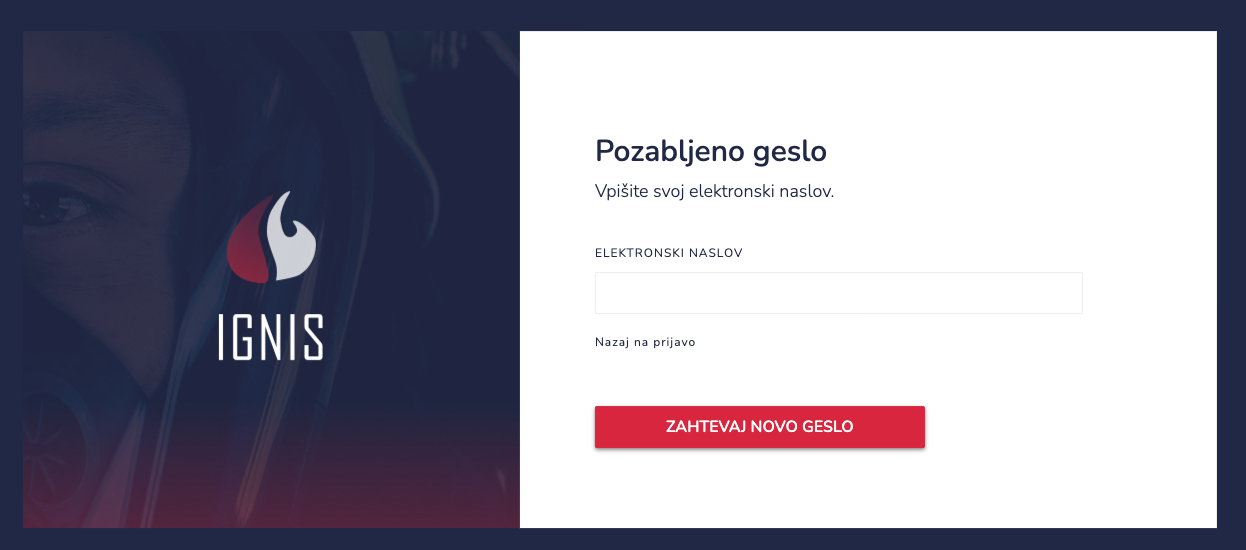 IGNIS
Pozabljeno geslo
Vpišite svoj elektronski naslov.
ELEKTRONSKI NASLOV
Nazaj na prijavo
ZAHTEVAJ NOVO GESLO